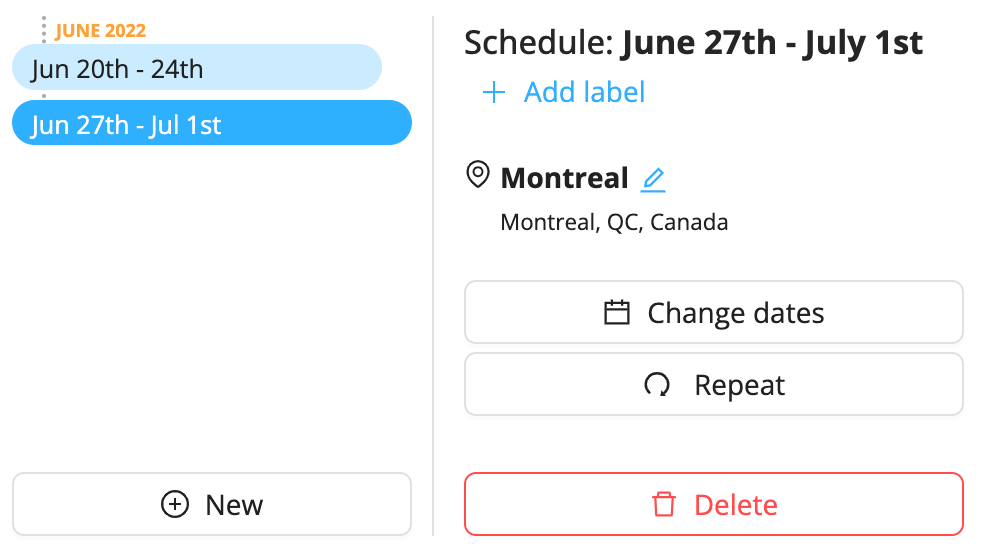 JUNE 2022
Jun 20th - 24th
Jun 27th - Jul 1st
New
Schedule: June 27th - July 1st
Add label
Montreal
Montreal, QC, Canada
Change dates
Repeat
Delete